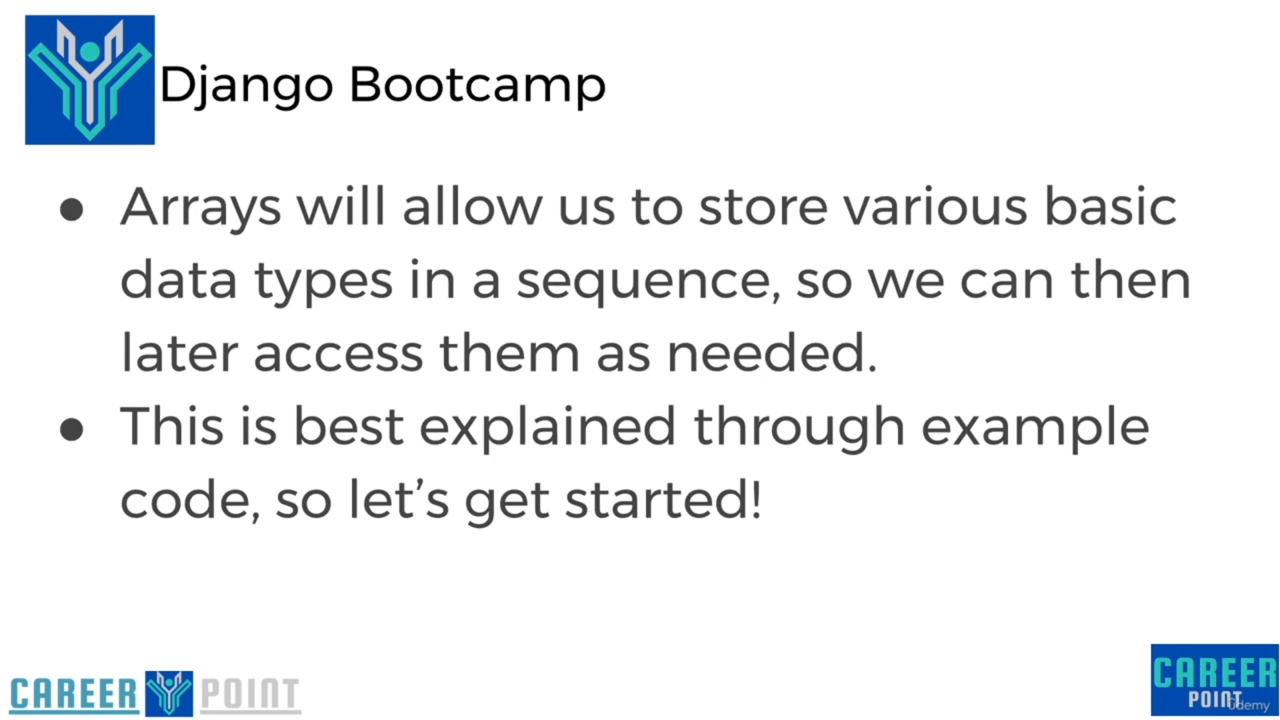 Django Bootcamp
● Arrays will allow us to store various basic
data types in a sequence, so we can then
later access them as needed.
● This is best explained through example
code, so let’s get started!
CAREER POINT
CAREER
POINT
ûdemy